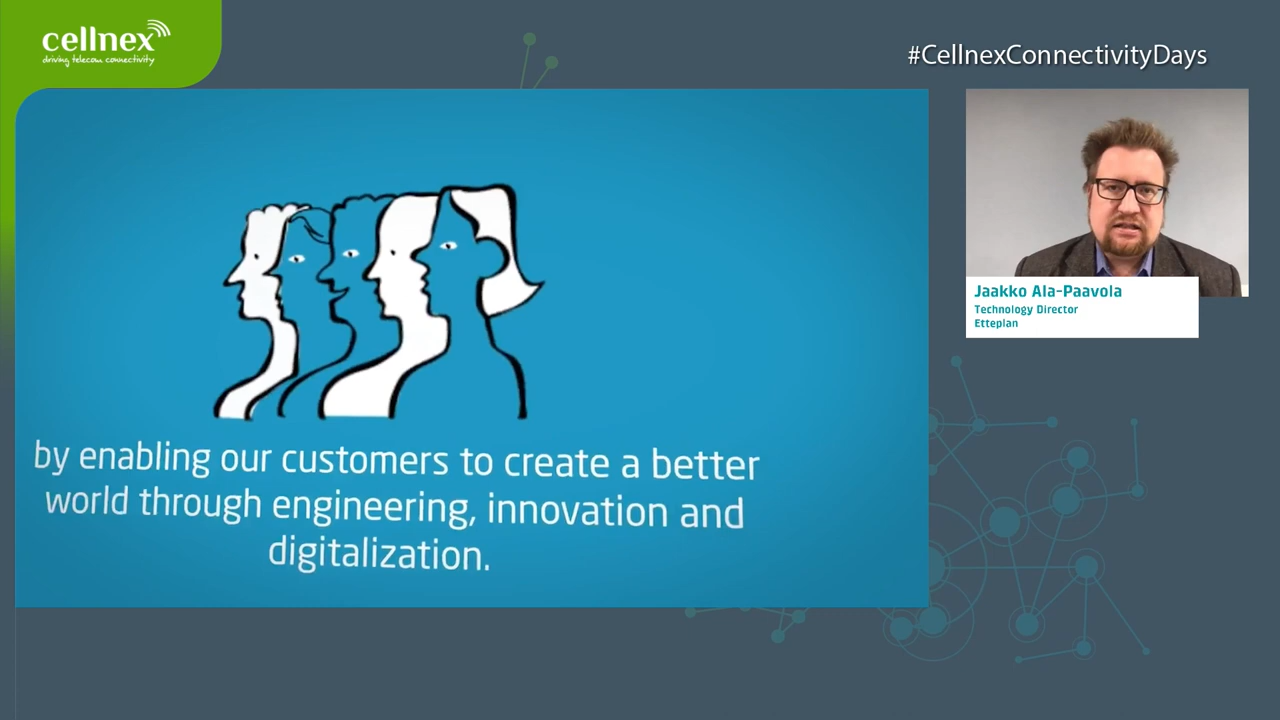 cellnex
driving telecom connectivity
#CellnexConnectivityDays
by enabling our customers to create a better
world through engineering, innovation and
digitalization.
Jaakko Ala-Paavola
Technology Director
Etteplan